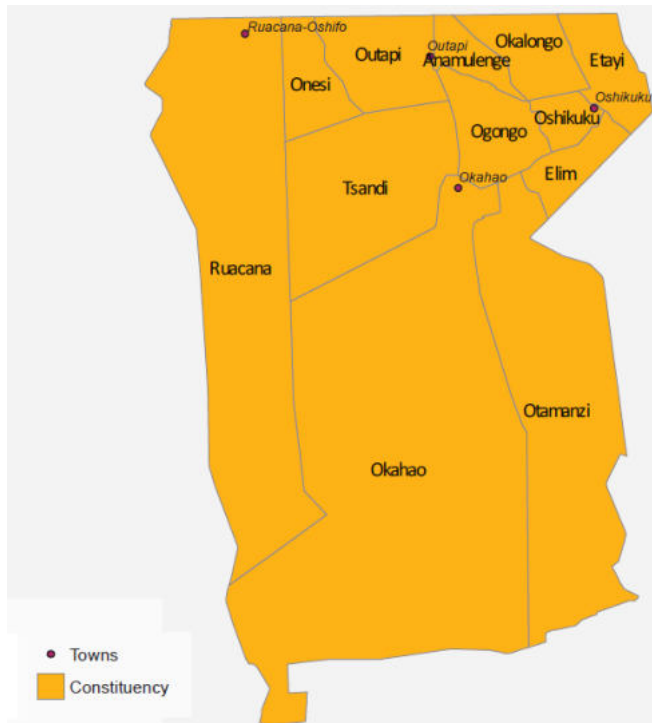 Ruacana-Oshifo
Okalongo
Outapi
Outapi
Anamulenge
Etayi
Onesi
Oshikuku
Oshikuku
Ogongo
Elim
Okahao
Tsandi
Ruacana
Otamanzi
Okahao
Towns
Constituency